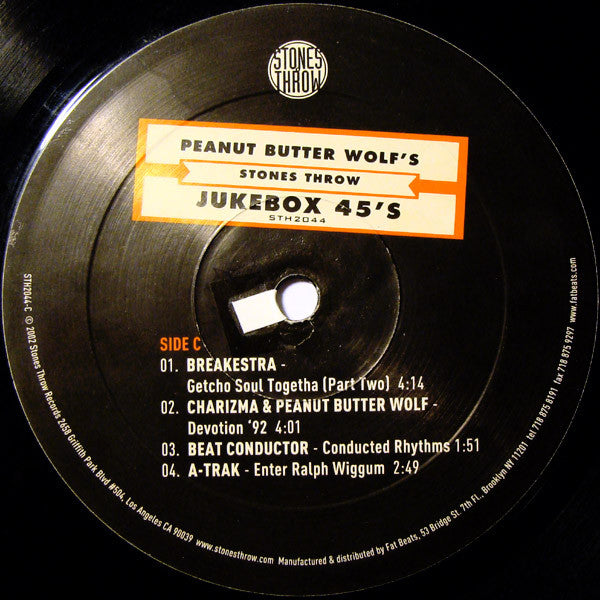 STONES
THROW
PEANUT BUTTER WOLF'S
STONES THROW
JUKEBOX 45'S
STH2044
SIDE C
01. BREAKESTRA -
Getcho Soul Togetha (Part Two) 4:14
02. CHARIZMA & PEANUT BUTTER WOLF -
Devotion '92 4:01
03. BEAT CONDUCTOR - Conducted Rhythms 1:51
04. A-TRAK - Enter Ralph Wiggum 2:49
STH2044-C © 2002 Stones Throw Records 2658 Griffith Park Blvd #504, Los Angeles CA 90039 www.stonesthrow.com Manufactured & distributed by Fat Beats, 53 Bridge St. 7th Fl. Brooklyn NY 11201 tel 718 875 8191 fax 718 875 9297 www.fatbeats.com